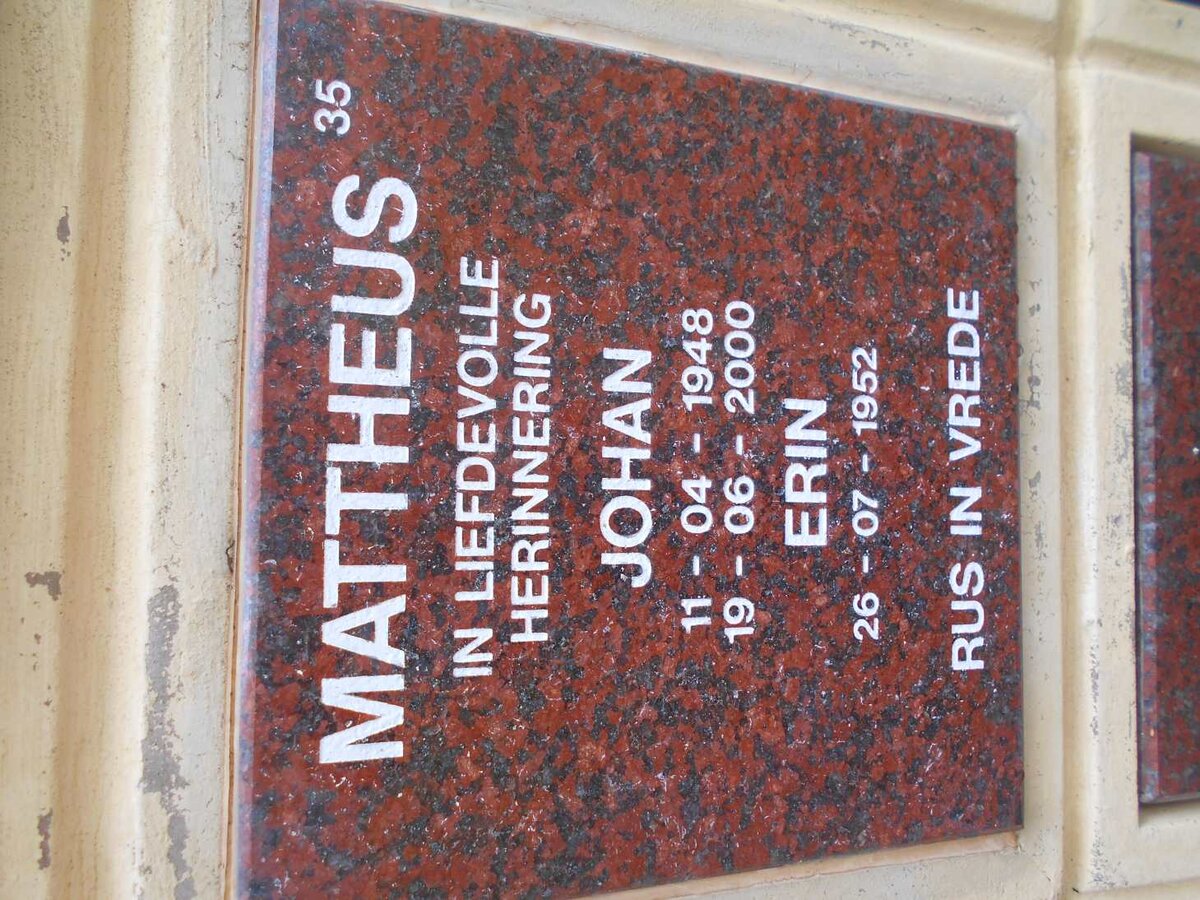 35
MATTHEUS
IN LIEFDEVOLLE
HERINNERING
JOHAN
11 - 04 - 1948
19 - 06 - 2000
ERIN
26 - 07 - 1952
RUS IN VREDE